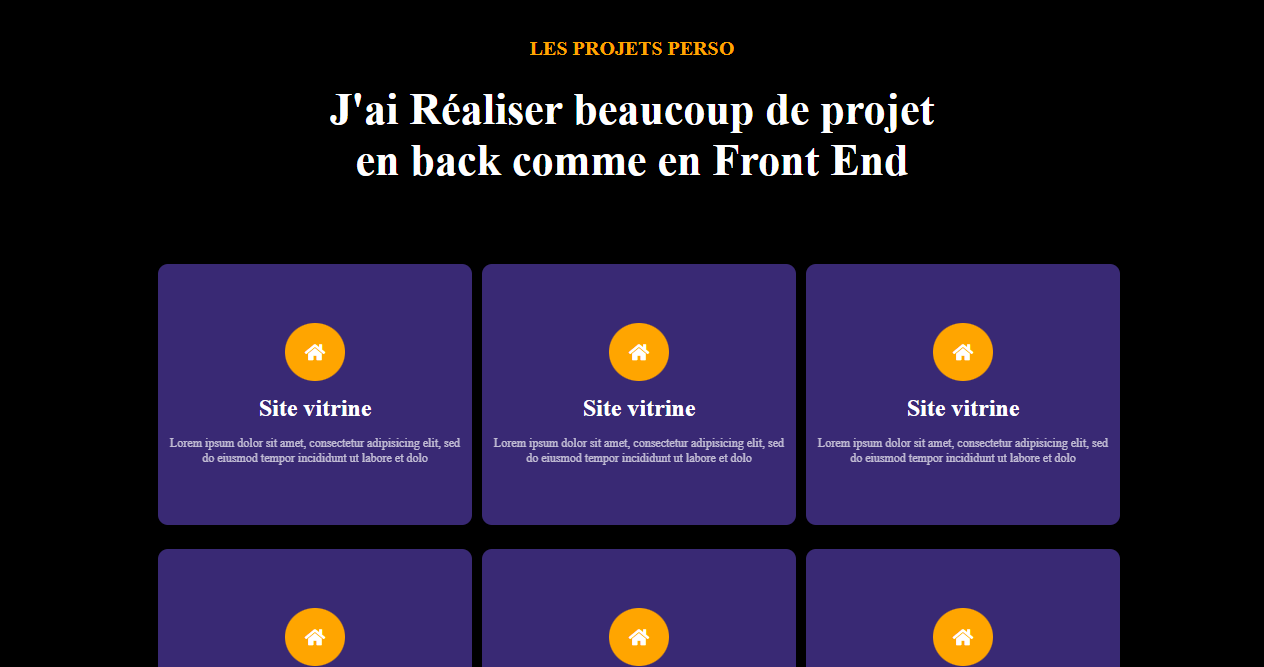 LES PROJETS PERSO
J'ai Réaliser beaucoup de projet
en back comme en Front End
Site vitrine
Lorem ipsum dolor sit amet, consectetur adipisicing elit, sed
do eiusmod tempor incididunt ut labore et dolo
Site vitrine
Lorem ipsum dolor sit amet, consectetur adipisicing elit, sed
do eiusmod tempor incididunt ut labore et dolo
Site vitrine
Lorem ipsum dolor sit amet, consectetur adipisicing elit, sed
do eiusmod tempor incididunt ut labore et dolo